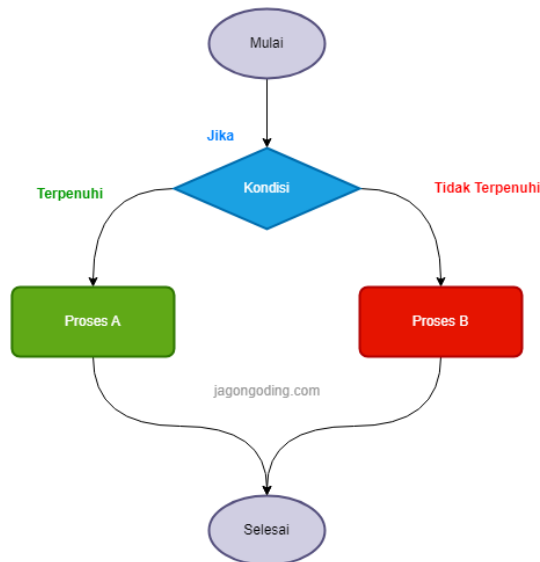 Mulai
Jika
Kondisi
Terpenuhi
Tidak Terpenuhi
Proses A
Proses B
jagongoding.com
Selesai